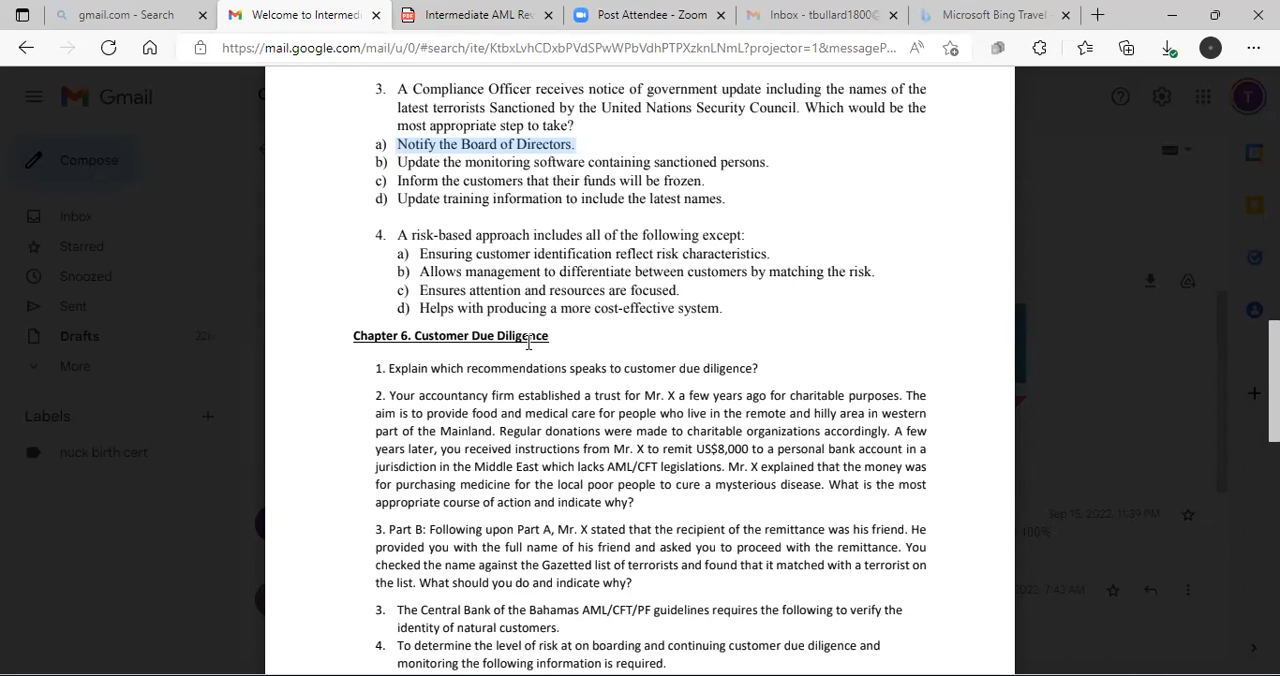 gmail.com - Search
Welcome to Intermedi
Intermediate AML Rev
Post Attendee - Zoom
Inbox - tbullard1800@
Microsoft Bing Travel -
https://mail.google.com/mail/u/0/#search/ite/KtbxLvhCDxbPVdSPwWPbVdhPTPXzknLNmL?projector=1&messageP...
Gmail
T
Compose
Inbox
Starred
Snoozed
Sent
Drafts
More
Labels
nuck birth cert
3. A Compliance Officer receives notice of government update including the names of the
latest terrorists Sanctioned by the United Nations Security Council. Which would be the
most appropriate step to take?
a) Notify the Board of Directors.
b) Update the monitoring software containing sanctioned persons.
c) Inform the customers that their funds will be frozen.
d) Update training information to include the latest names.
4. A risk-based approach includes all of the following except:
a) Ensuring customer identification reflect risk characteristics.
b) Allows management to differentiate between customers by matching the risk.
c) Ensures attention and resources are focused.
d) Helps with producing a more cost-effective system.
Chapter 6. Customer Due Diligence
1. Explain which recommendations speaks to customer due diligence?
2. Your accountancy firm established a trust for Mr. X a few years ago for charitable purposes. The
aim is to provide food and medical care for people who live in the remote and hilly area in western
part of the Mainland. Regular donations were made to charitable organizations accordingly. A few
years later, you received instructions from Mr. X to remit US$8,000 to a personal bank account in a
jurisdiction in the Middle East which lacks AML/CFT legislations. Mr. X explained that the money was
for purchasing medicine for the local poor people to cure a mysterious disease. What is the most
appropriate course of action and indicate why?
3. Part B: Following upon Part A, Mr. X stated that the recipient of the remittance was his friend. He
provided you with the full name of his friend and asked you to proceed with the remittance. You
checked the name against the Gazetted list of terrorists and found that it matched with a terrorist on
the list. What should you do and indicate why?
3. The Central Bank of the Bahamas AML/CFT/PF guidelines requires the following to verify the
identity of natural customers.
4. To determine the level of risk at on boarding and continuing customer due diligence and
monitoring the following information is required.
Sep 15, 2022, 11:39 PM
100%
2022, 7:43 AM